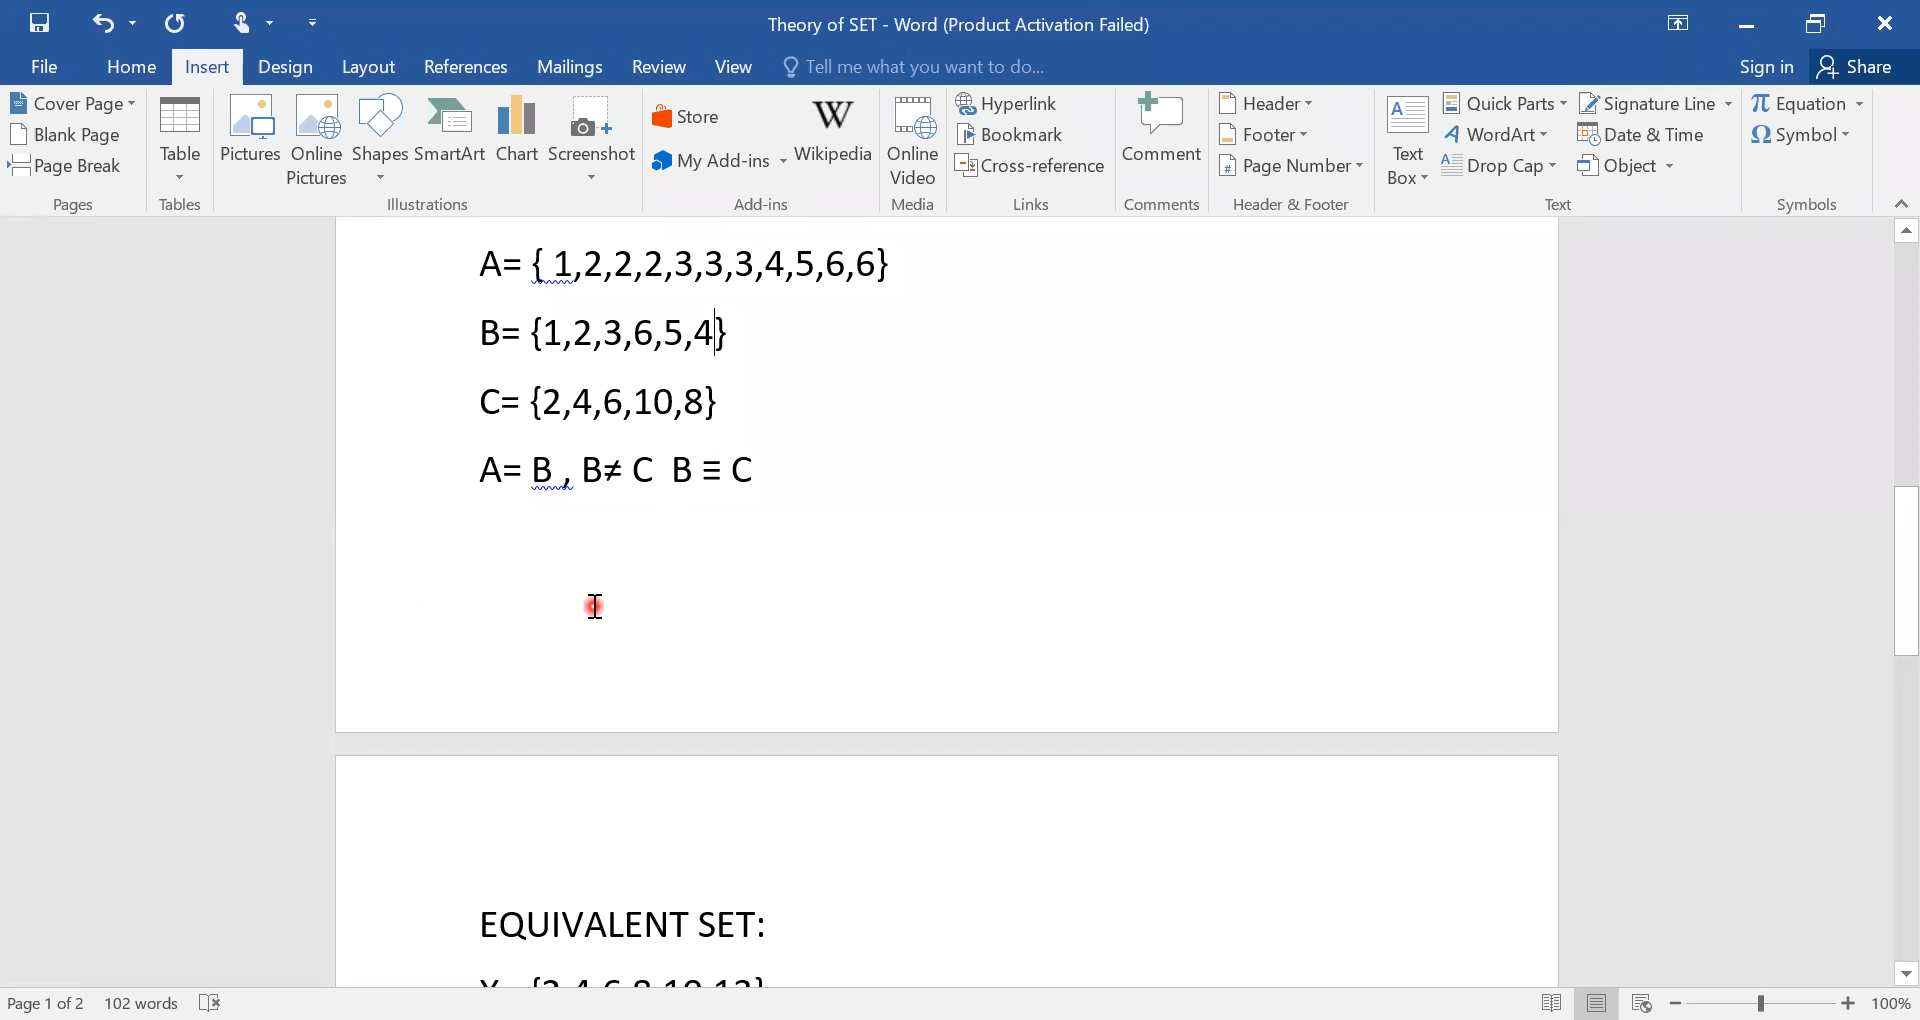 Theory of SET - Word (Product Activation Failed)
File Home Insert Design Layout References Mailings Review View Tell me what you want to do... Sign in Share
Cover Page
Blank Page
Page Break
Pages
Table
Tables
Pictures
Online Pictures
Shapes
SmartArt
Chart
Screenshot
Illustrations
Store
My Add-ins
Wikipedia
Add-ins
Online Video
Media
Hyperlink
Bookmark
Cross-reference
Links
Comment
Comments
Header
Footer
Page Number
Header & Footer
Text Box
Quick Parts
WordArt
Drop Cap
Signature Line
Date & Time
Object
Text
Equation
Symbol
Symbols
A= { 1,2,2,2,3,3,3,4,5,6,6}
B= {1,2,3,6,5,4}
C= {2,4,6,10,8}
A= B , B≠ C  B ≡ C
EQUIVALENT SET:
Page 1 of 2 102 words 100%